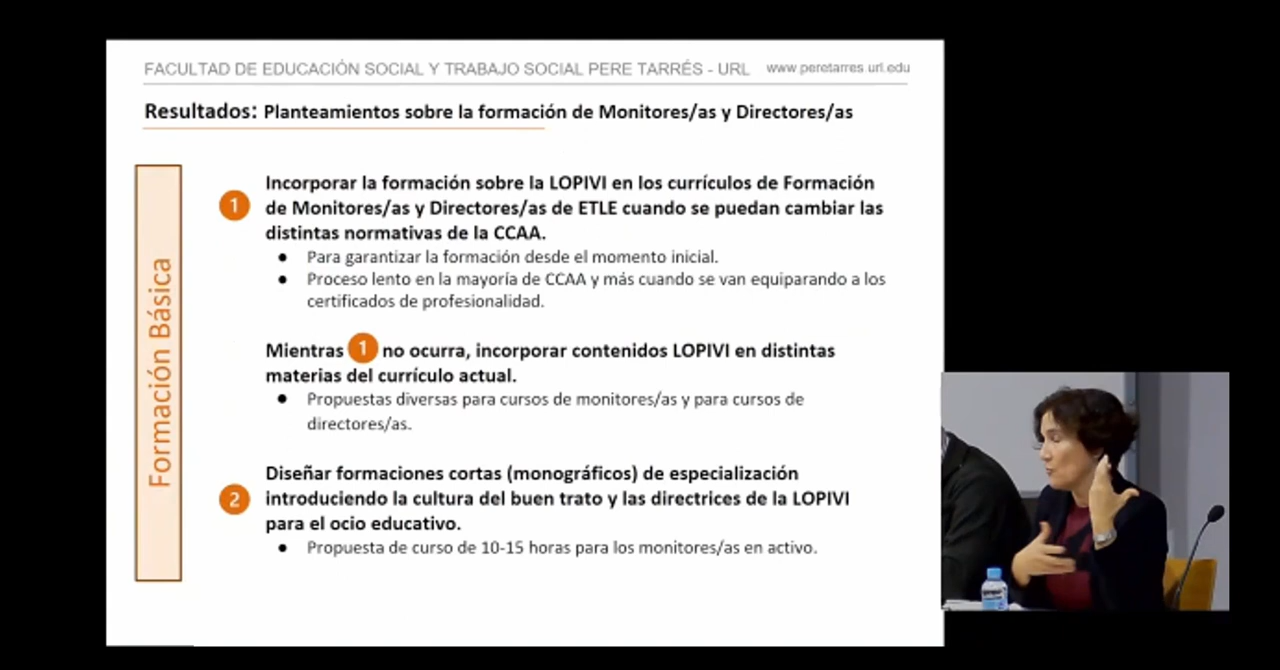 FACULTAD DE EDUCACIÓN SOCIAL Y TRABAJO SOCIAL PERE TARRÉS - URL www.peretarres.url.edu
Resultados: Planteamientos sobre la formación de Monitores/as y Directores/as
Formación Básica
1
Incorporar la formación sobre la LOPIVI en los currículos de Formación
de Monitores/as y Directores/as de ETLE cuando se puedan cambiar las
distintas normativas de la CCAA.
● Para garantizar la formación desde el momento inicial.
● Proceso lento en la mayoría de CCAA y más cuando se van equiparando a los
certificados de profesionalidad.
Mientras 1 no ocurra, incorporar contenidos LOPIVI en distintas
materias del currículo actual.
● Propuestas diversas para cursos de monitores/as y para cursos de
directores/as.
2
Diseñar formaciones cortas (monográficos) de especialización
introduciendo la cultura del buen trato y las directrices de la LOPIVI
para el ocio educativo.
● Propuesta de curso de 10-15 horas para los monitores/as en activo.